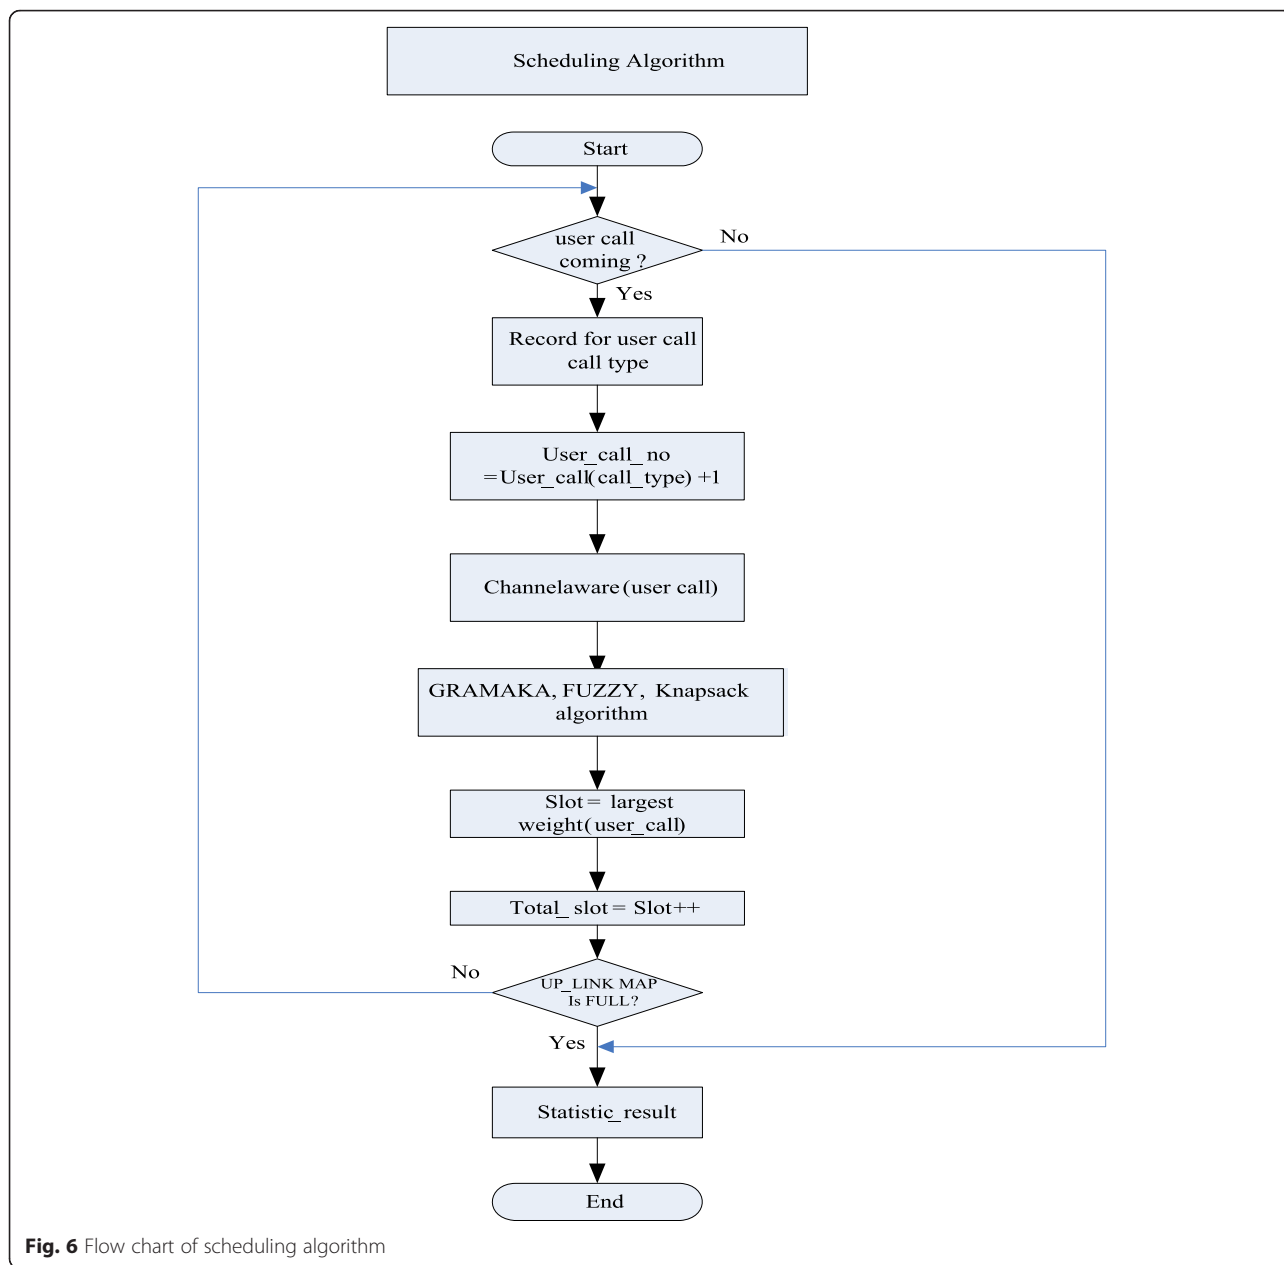 Scheduling Algorithm
Start
user call
coming ?
No
Yes
Record for user call
call type
User_call_no
=User_call(call_type) +1
Channelaware(user call)
GRAMAKA, FUZZY, Knapsack
algorithm
Slot= largest
weight(user_call)
Total_ slot= Slot++
No
UP_LINK MAP
Is FULL?
Yes
Statistic_result
End
Fig. 6 Flow chart of scheduling algorithm